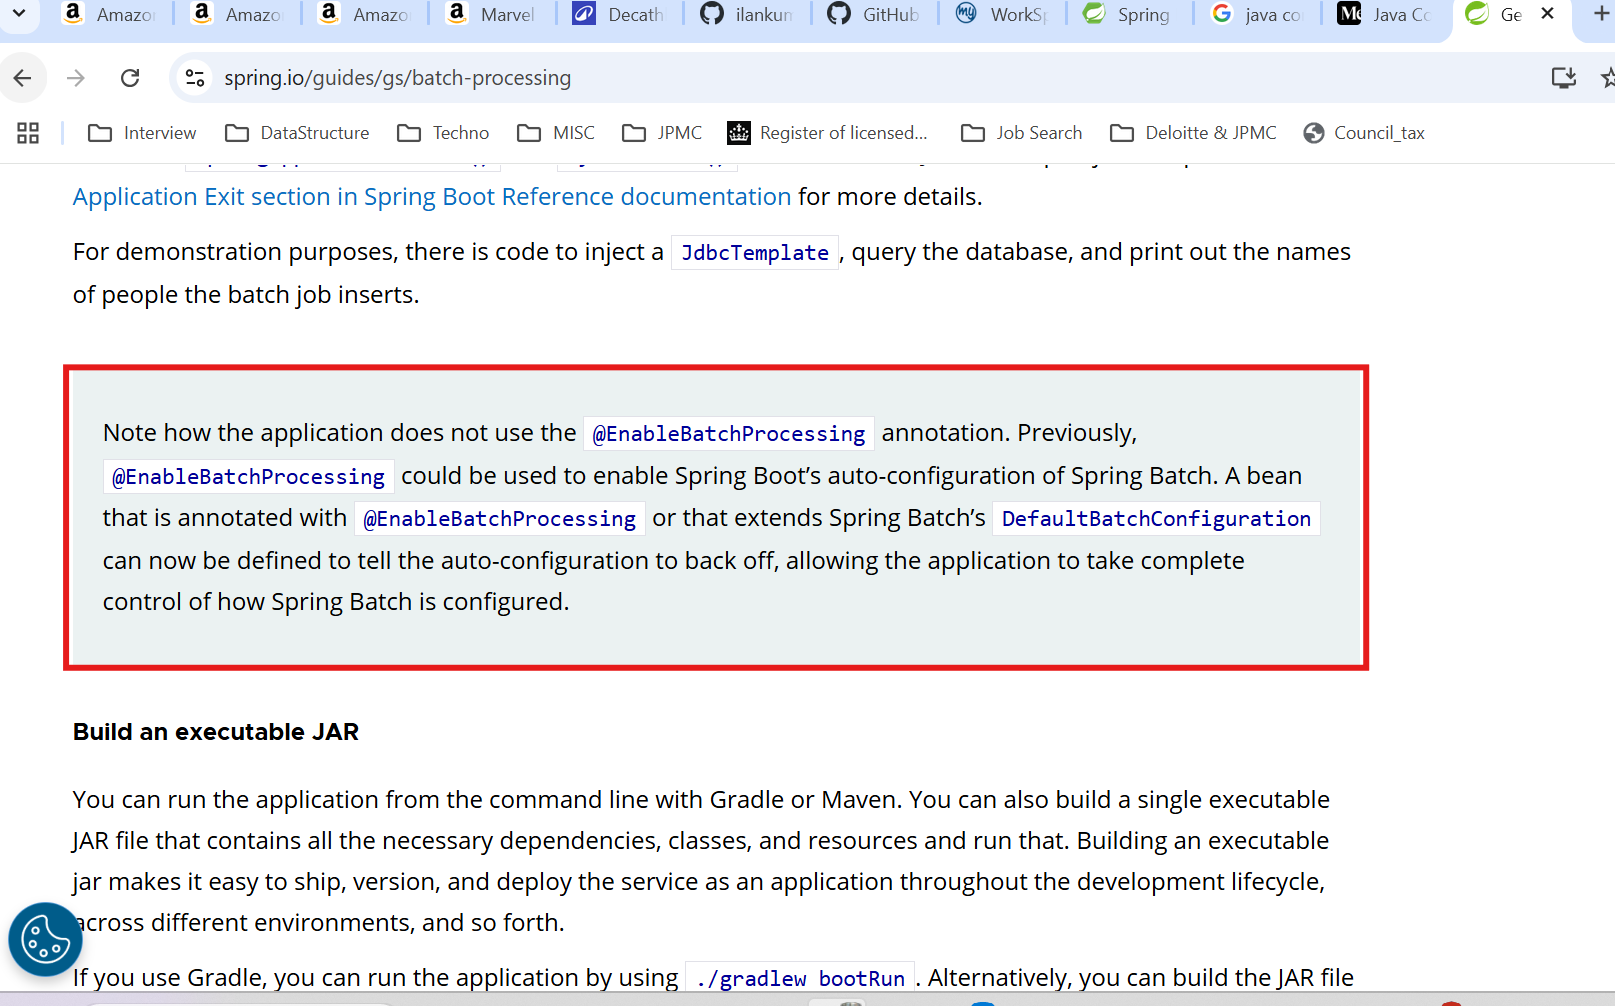 Amazo
Amazo
Amazo
Marvel
Decath
ilankum
GitHub
WorkSp
Spring
java co
Java Co
Ge
spring.io/guides/gs/batch-processing
Interview
DataStructure
Techno
MISC
JPMC
Register of licensed...
Job Search
Deloitte & JPMC
Council_tax
Application Exit section in Spring Boot Reference documentation for more details.
For demonstration purposes, there is code to inject a JdbcTemplate, query the database, and print out the names
of people the batch job inserts.
Note how the application does not use the @EnableBatchProcessing annotation. Previously,
@EnableBatchProcessing could be used to enable Spring Boot’s auto-configuration of Spring Batch. A bean
that is annotated with @EnableBatchProcessing or that extends Spring Batch’s DefaultBatchConfiguration
can now be defined to tell the auto-configuration to back off, allowing the application to take complete
control of how Spring Batch is configured.
Build an executable JAR
You can run the application from the command line with Gradle or Maven. You can also build a single executable
JAR file that contains all the necessary dependencies, classes, and resources and run that. Building an executable
jar makes it easy to ship, version, and deploy the service as an application throughout the development lifecycle,
across different environments, and so forth.
If you use Gradle, you can run the application by using ./gradlew bootRun. Alternatively, you can build the JAR file